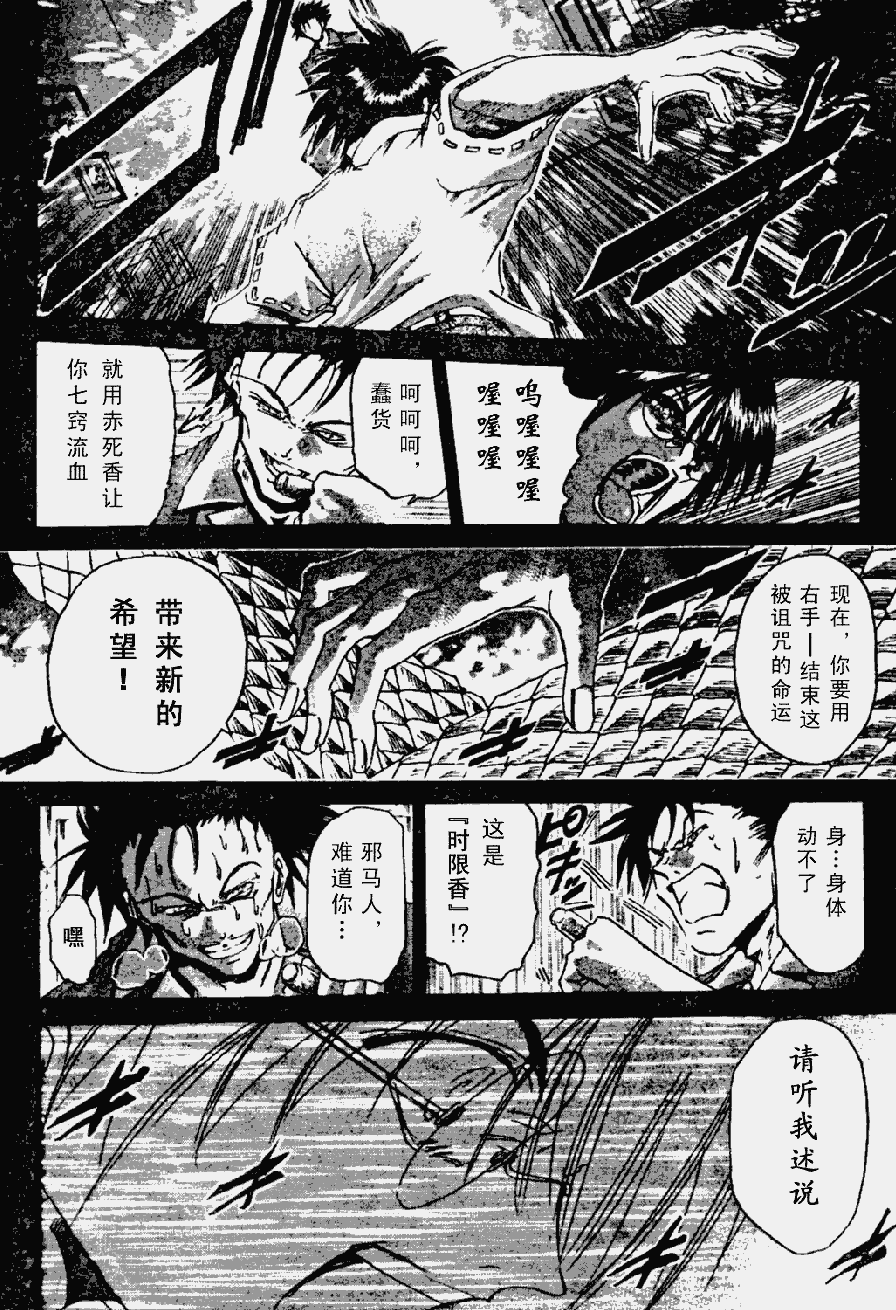 呜喔喔喔
喔喔喔
呵呵呵，
蠢货
就用赤死香让
你七窍流血
现在，你要用
右手—结束这
被诅咒的命运
带来新的
希望！
身…身体
动不了
这是
『时限香』!?
邪马人，
难道你…
嘿
请听我述说